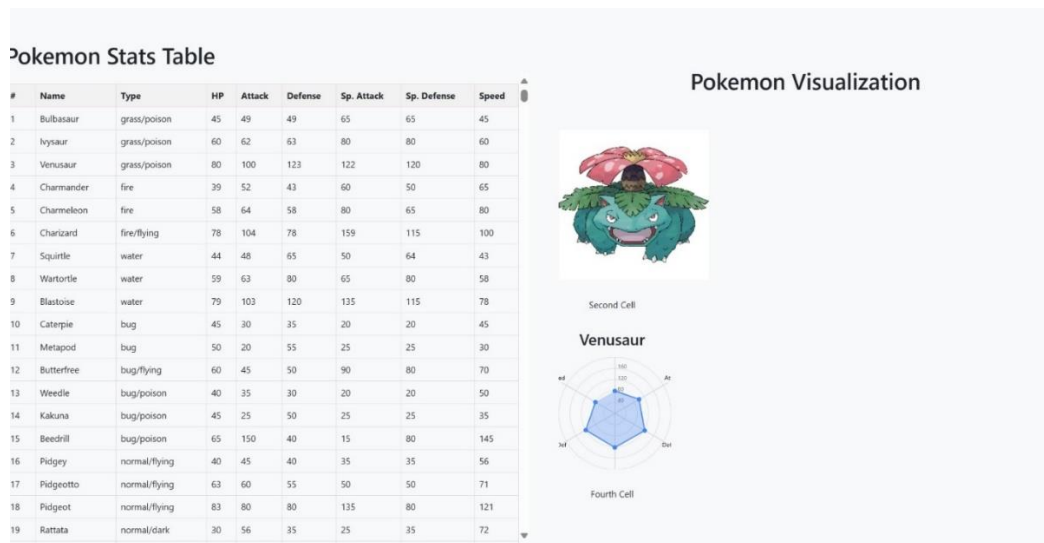 Pokemon Stats Table
# Name Type HP Attack Defense Sp. Attack Sp. Defense Speed
1 Bulbasaur grass/poison 45 49 49 65 65 45
2 Ivysaur grass/poison 60 62 63 80 80 60
3 Venusaur grass/poison 80 100 123 122 120 80
4 Charmander fire 39 52 43 60 50 65
5 Charmeleon fire 58 64 58 80 65 80
6 Charizard fire/flying 78 104 78 159 115 100
7 Squirtle water 44 48 65 50 64 43
8 Wartortle water 59 63 80 65 80 58
9 Blastoise water 79 103 120 135 115 78
10 Caterpie bug 45 30 35 20 20 45
11 Metapod bug 50 20 55 25 25 30
12 Butterfree bug/flying 60 45 50 90 80 70
13 Weedle bug/poison 40 35 30 20 20 50
14 Kakuna bug/poison 45 25 50 25 25 35
15 Beedrill bug/poison 65 150 40 15 80 145
16 Pidgey normal/flying 40 45 40 35 35 56
17 Pidgeotto normal/flying 63 60 55 50 50 71
18 Pidgeot normal/flying 83 80 80 135 80 121
19 Rattata normal/dark 30 56 35 25 35 72
Pokemon Visualization
Second Cell
Venusaur
160
120
80
40
ed At
Def
Fourth Cell